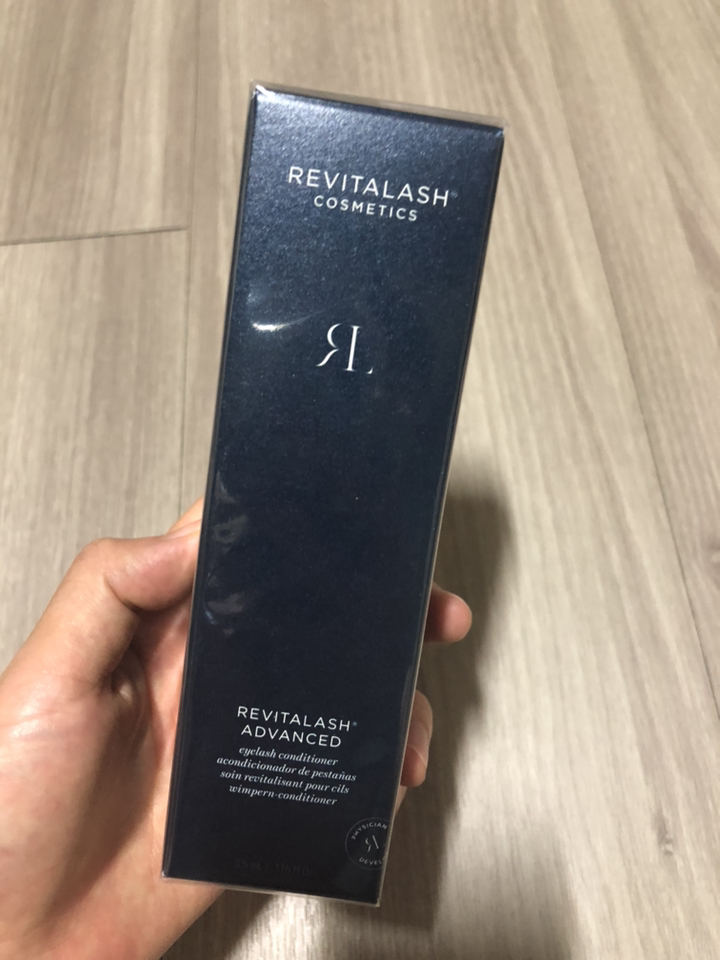 REVITALASH®
COSMETICS
RL
REVITALASH®
ADVANCED
eyelash conditioner
acondicionador de pestañas
soin revitalisant pour cils
wimpern-conditioner
PHYSICIAN